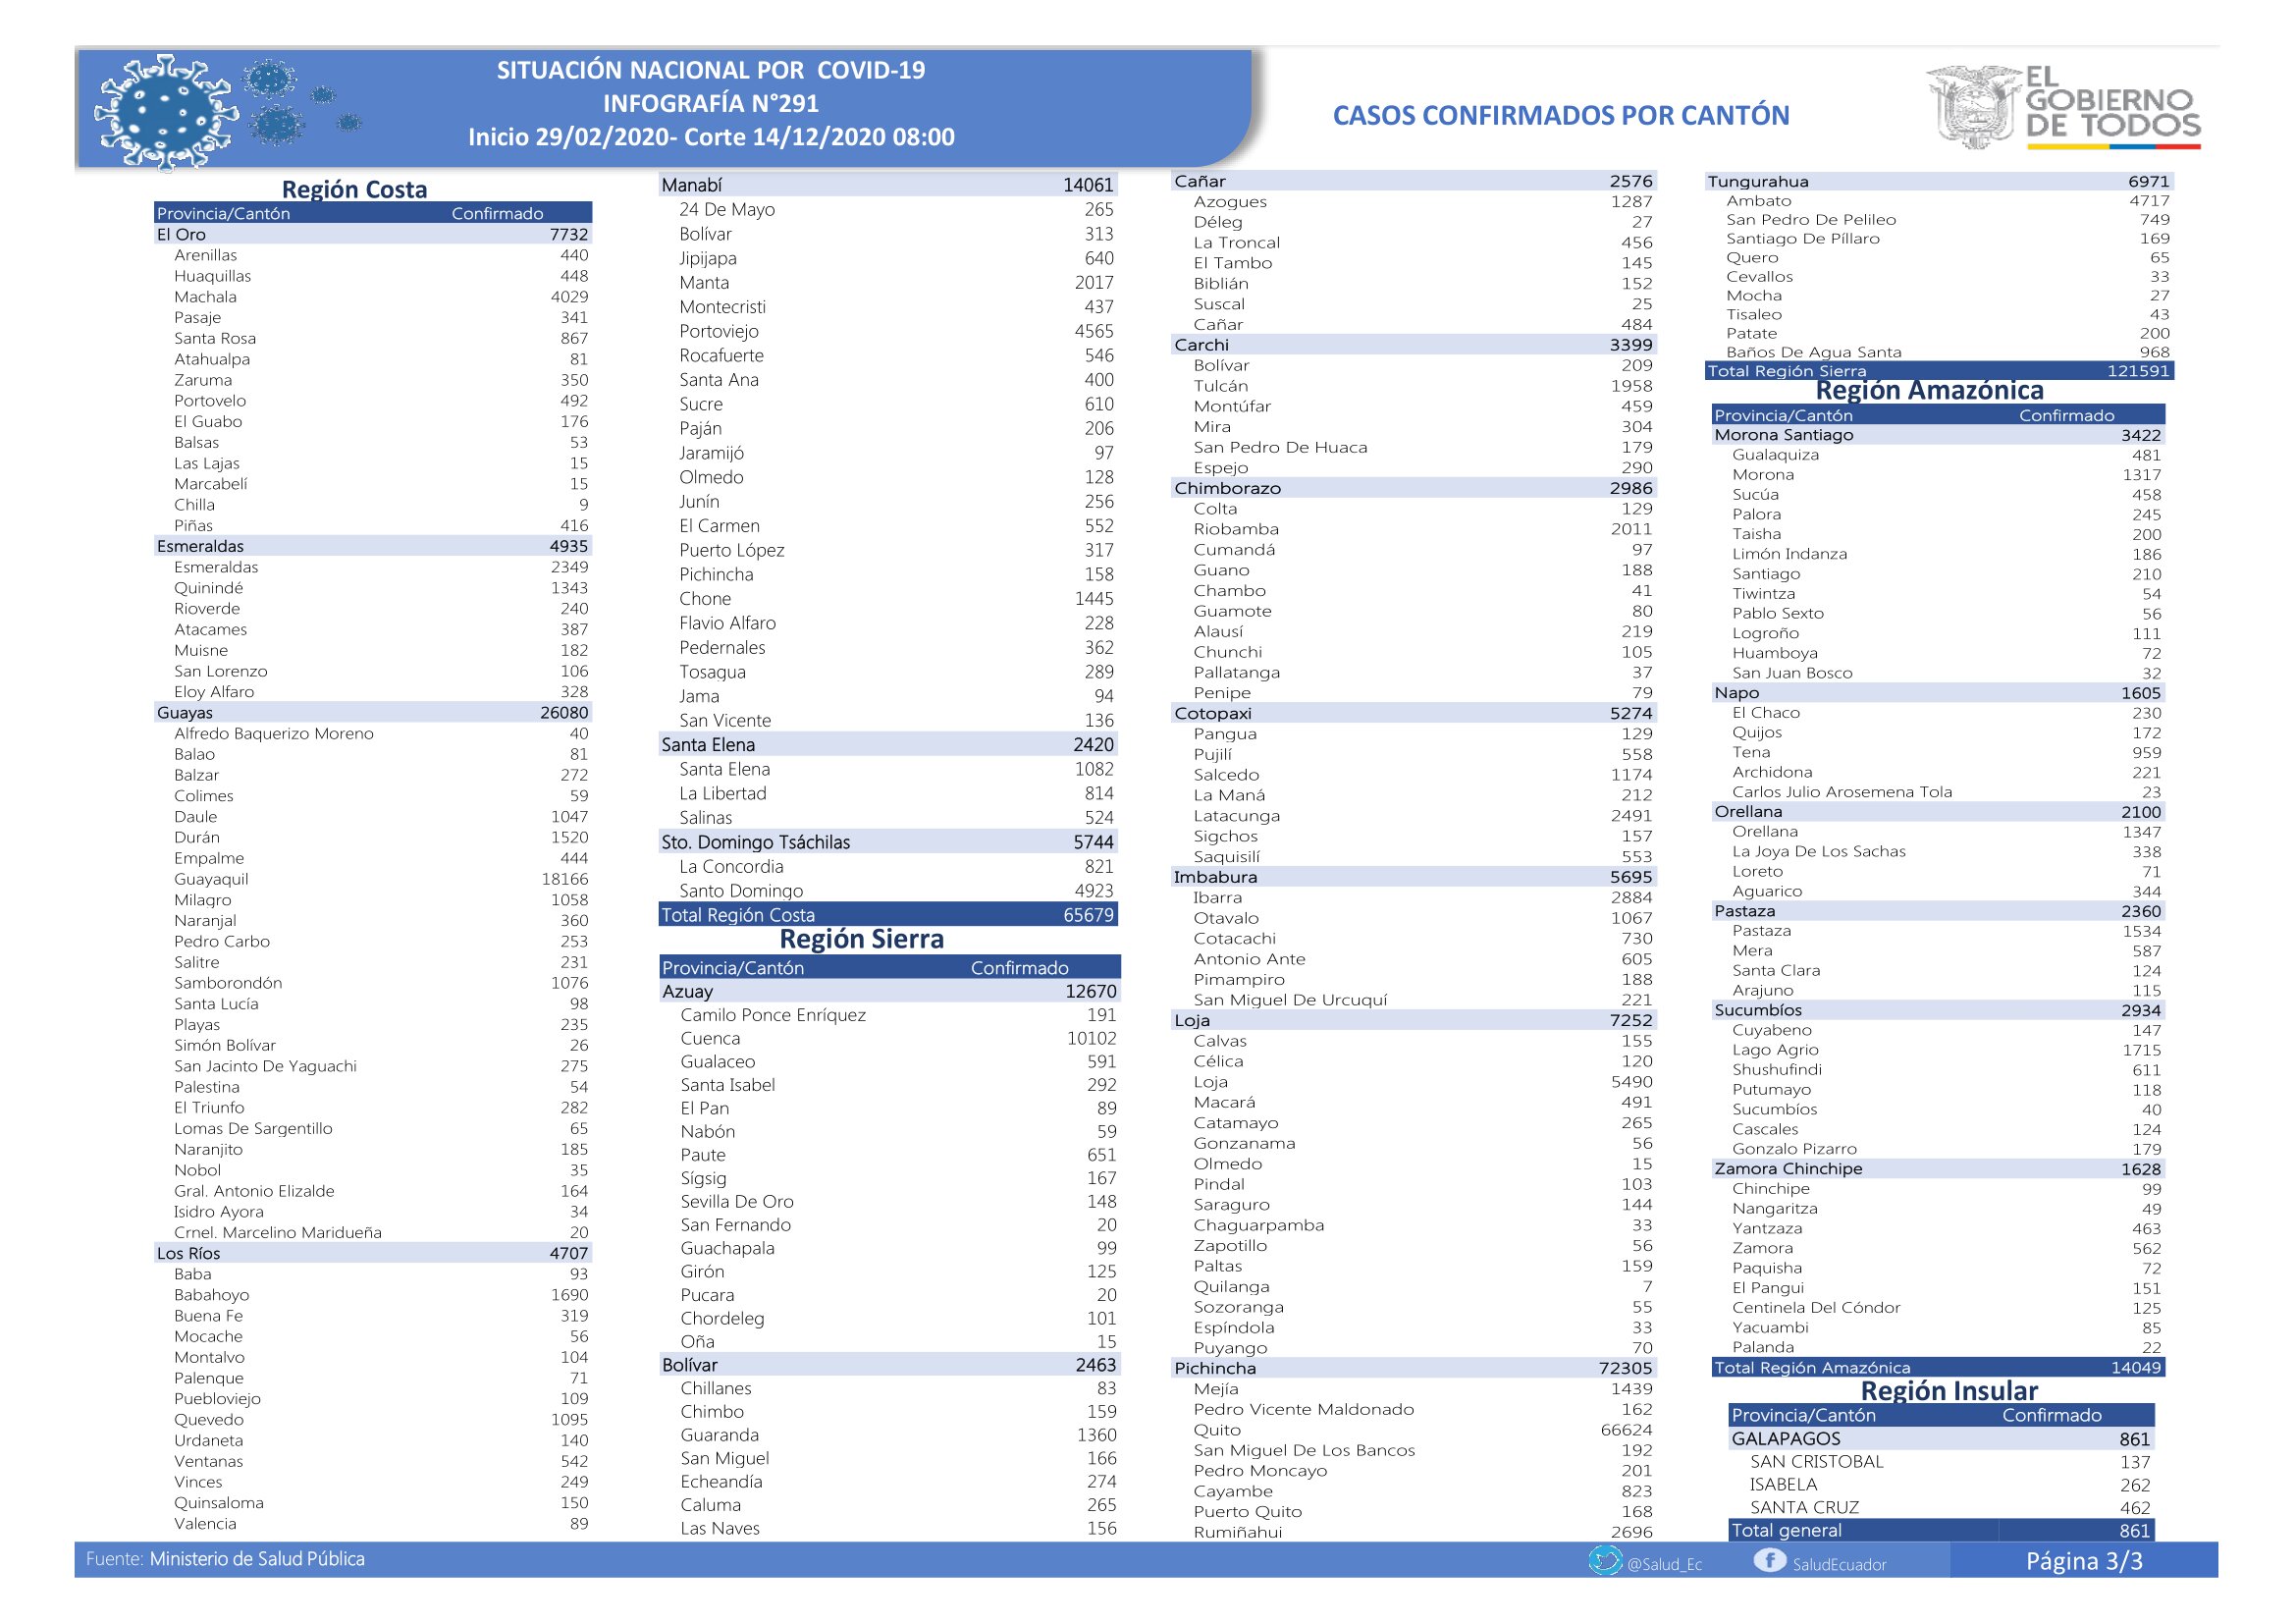 SITUACIÓN NACIONAL POR COVID-19
INFOGRAFÍA N°291
Inicio 29/02/2020- Corte 14/12/2020 08:00
CASOS CONFIRMADOS POR CANTÓN
EL
GOBIERNO
DE TODOS
Región Costa
Provincia/Cantón Confirmado
El Oro 7732
Arenillas 440
Huaquillas 448
Machala 4029
Pasaje 341
Santa Rosa 867
Atahualpa 81
Zaruma 350
Portovelo 492
El Guabo 176
Balsas 53
Las Lajas 15
Marcabelí 15
Chilla 9
Piñas 416
Esmeraldas 4935
Esmeraldas 2349
Quinindé 1343
Rioverde 240
Atacames 387
Muisne 182
San Lorenzo 106
Eloy Alfaro 328
Guayas 26080
Alfredo Baquerizo Moreno 40
Balao 81
Balzar 272
Colimes 59
Daule 1047
Durán 1520
Empalme 444
Guayaquil 18166
Milagro 1058
Naranjal 360
Pedro Carbo 253
Salitre 231
Samborondón 1076
Santa Lucía 98
Playas 235
Simón Bolívar 26
San Jacinto De Yaguachi 275
Palestina 54
El Triunfo 282
Lomas De Sargentillo 65
Naranjito 185
Nobol 35
Gral. Antonio Elizalde 164
Isidro Ayora 34
Crnel. Marcelino Maridueña 20
Los Ríos 4707
Baba 93
Babahoyo 1690
Buena Fe 319
Mocache 56
Montalvo 104
Palenque 71
Puebloviejo 109
Quevedo 1095
Urdaneta 140
Ventanas 542
Vinces 249
Quinsaloma 150
Valencia 89
Manabí 14061
24 De Mayo 265
Bolívar 313
Jipijapa 640
Manta 2017
Montecristi 437
Portoviejo 4565
Rocafuerte 546
Santa Ana 400
Sucre 610
Paján 206
Jaramijó 97
Olmedo 128
Junín 256
El Carmen 552
Puerto López 317
Pichincha 158
Chone 1445
Flavio Alfaro 228
Pedernales 362
Tosagua 289
Jama 94
San Vicente 136
Santa Elena 2420
Santa Elena 1082
La Libertad 814
Salinas 524
Sto. Domingo Tsáchilas 5744
La Concordia 821
Santo Domingo 4923
Total Región Costa 65679
Región Sierra
Provincia/Cantón Confirmado
Azuay 12670
Camilo Ponce Enríquez 191
Cuenca 10102
Gualaceo 591
Santa Isabel 292
El Pan 89
Nabón 59
Paute 651
Sígsig 167
Sevilla De Oro 148
San Fernando 20
Guachapala 99
Girón 125
Pucara 20
Chordeleg 101
Oña 15
Bolívar 2463
Chillanes 83
Chimbo 159
Guaranda 1360
San Miguel 166
Echeandía 274
Caluma 265
Las Naves 156
Cañar 2576
Azogues 1287
Déleg 27
La Troncal 456
El Tambo 145
Biblián 152
Suscal 25
Cañar 484
Carchi 3399
Bolívar 209
Tulcán 1958
Montúfar 459
Mira 304
San Pedro De Huaca 179
Espejo 290
Chimborazo 2986
Colta 129
Riobamba 2011
Cumandá 97
Guano 188
Chambo 41
Guamote 80
Alausí 219
Chunchi 105
Pallatanga 37
Penipe 79
Cotopaxi 5274
Pangua 129
Pujilí 558
Salcedo 1174
La Maná 212
Latacunga 2491
Sigchos 157
Saquisilí 553
Imbabura 5695
Ibarra 2884
Otavalo 1067
Cotacachi 730
Antonio Ante 605
Pimampiro 188
San Miguel De Urcuquí 221
Loja 7252
Calvas 155
Célica 120
Loja 5490
Macará 491
Catamayo 265
Gonzanama 56
Olmedo 15
Pindal 103
Saraguro 144
Chaguarpamba 33
Zapotillo 56
Paltas 159
Quilanga 7
Sozoranga 55
Espíndola 33
Puyango 70
Pichincha 72305
Mejía 1439
Pedro Vicente Maldonado 162
Quito 66624
San Miguel De Los Bancos 192
Pedro Moncayo 201
Cayambe 823
Puerto Quito 168
Rumiñahui 2696
Tungurahua 6971
Ambato 4717
San Pedro De Pelileo 749
Santiago De Píllaro 169
Quero 65
Cevallos 33
Mocha 27
Tisaleo 43
Patate 200
Baños De Agua Santa 968
Total Región Sierra 121591
Región Amazónica
Provincia/Cantón Confirmado
Morona Santiago 3422
Gualaquiza 481
Morona 1317
Sucúa 458
Palora 245
Taisha 200
Limón Indanza 186
Santiago 210
Tiwintza 54
Pablo Sexto 56
Logroño 111
Huamboya 72
San Juan Bosco 32
Napo 1605
El Chaco 230
Quijos 172
Tena 959
Archidona 221
Carlos Julio Arosemena Tola 23
Orellana 2100
Orellana 1347
La Joya De Los Sachas 338
Loreto 71
Aguarico 344
Pastaza 2360
Pastaza 1534
Mera 587
Santa Clara 124
Arajuno 115
Sucumbíos 2934
Cuyabeno 147
Lago Agrio 1715
Shushufindi 611
Putumayo 118
Sucumbíos 40
Cascales 124
Gonzalo Pizarro 179
Zamora Chinchipe 1628
Chinchipe 99
Nangaritza 49
Yantzaza 463
Zamora 562
Paquisha 72
El Pangui 151
Centinela Del Cóndor 125
Yacuambi 85
Palanda 22
Total Región Amazónica 14049
Región Insular
Provincia/Cantón Confirmado
GALAPAGOS 861
SAN CRISTOBAL 137
ISABELA 262
SANTA CRUZ 462
Total general 861
Fuente: Ministerio de Salud Pública
@Salud_Ec
SaludEcuador
Página 3/3